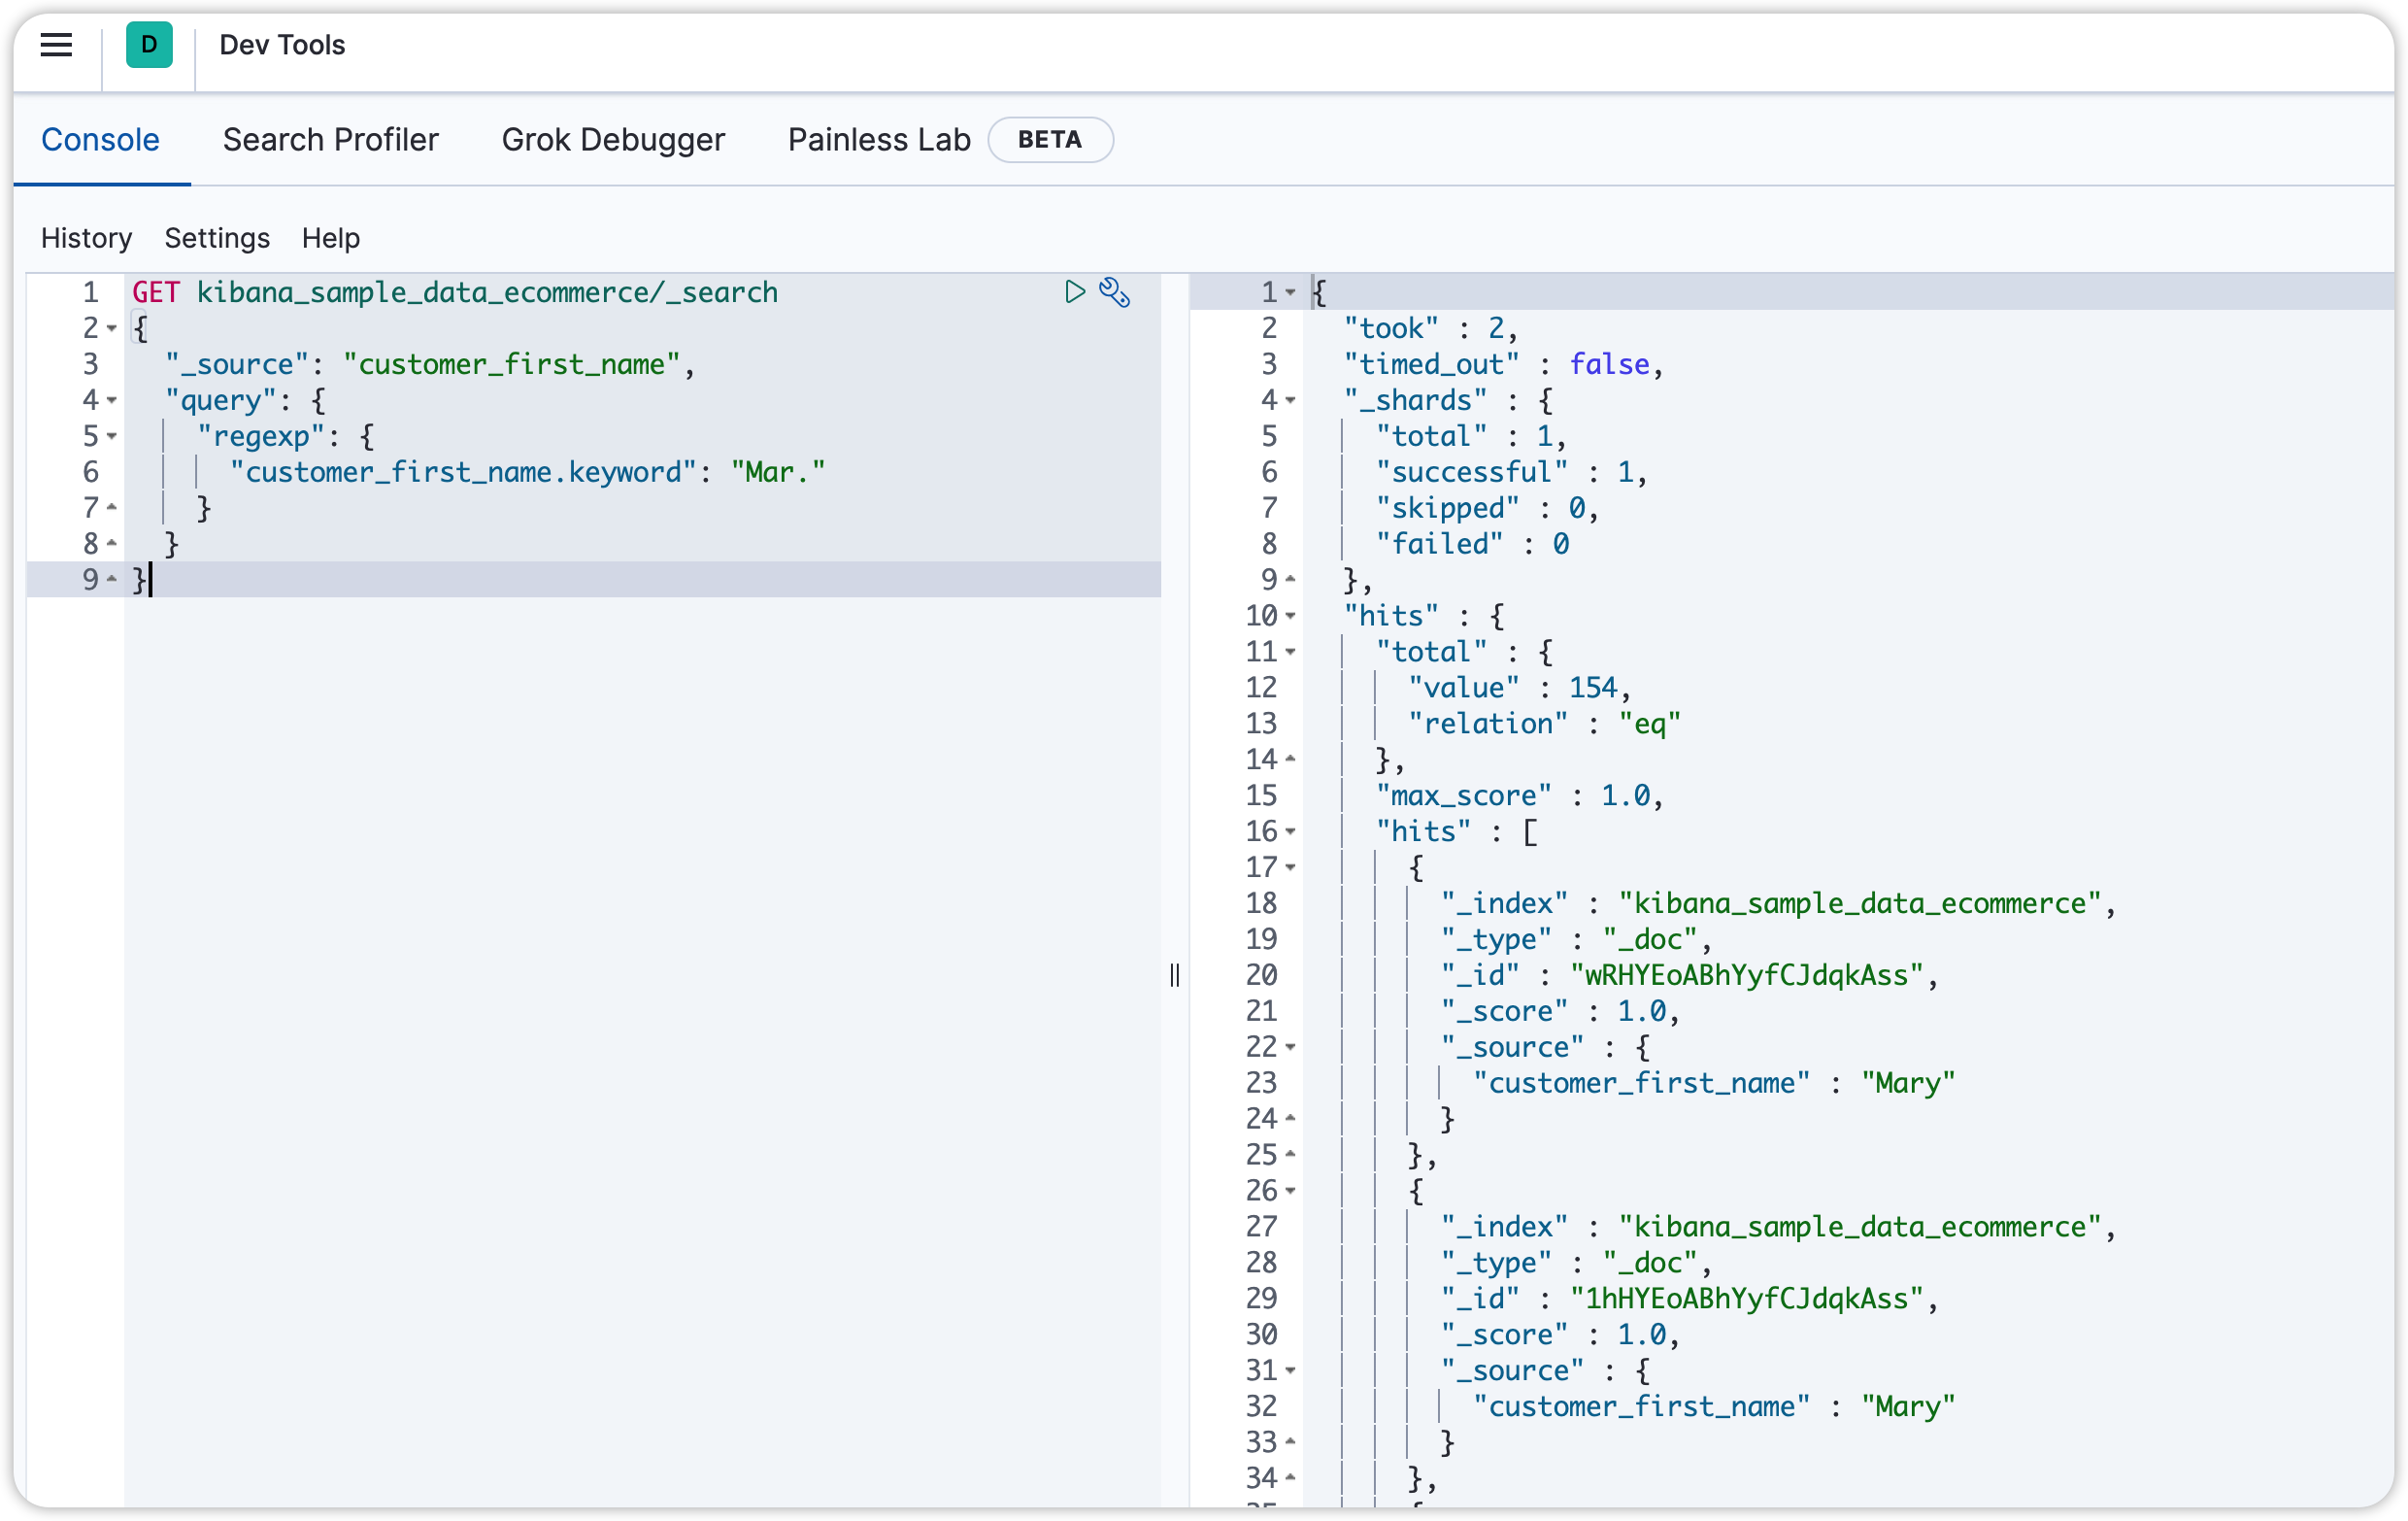 D Dev Tools
Console Search Profiler Grok Debugger Painless Lab BETA
History Settings Help
1 GET kibana_sample_data_ecommerce/_search
2 {
3 "_source": "customer_first_name",
4 "query": {
5 "regexp": {
6 "customer_first_name.keyword": "Mar."
7 }
8 }
9 }
1 {
2 "took" : 2,
3 "timed_out" : false,
4 "_shards" : {
5 "total" : 1,
6 "successful" : 1,
7 "skipped" : 0,
8 "failed" : 0
9 },
10 "hits" : {
11 "total" : {
12 "value" : 154,
13 "relation" : "eq"
14 },
15 "max_score" : 1.0,
16 "hits" : [
17 {
18 "_index" : "kibana_sample_data_ecommerce",
19 "_type" : "_doc",
20 "_id" : "wRHYEoABhYyfCJdqkAss",
21 "_score" : 1.0,
22 "_source" : {
23 "customer_first_name" : "Mary"
24 }
25 },
26 {
27 "_index" : "kibana_sample_data_ecommerce",
28 "_type" : "_doc",
29 "_id" : "1hHYEoABhYyfCJdqkAss",
30 "_score" : 1.0,
31 "_source" : {
32 "customer_first_name" : "Mary"
33 }
34 },